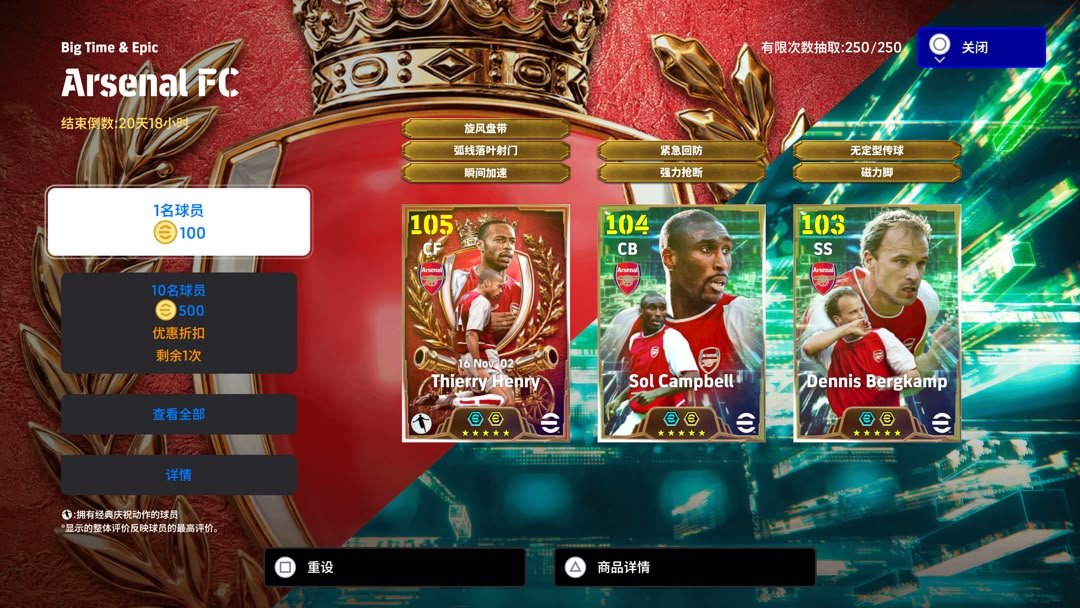 Big Time & Epic
Arsenal FC
结束倒数:20天18小时
有限次数抽取:250/250
关闭
1名球员
100
10名球员
500
优惠折扣
剩余1次
查看全部
详情
:拥有经典庆祝动作的球员
*显示的整体评价反映球员的最高评价。
旋风盘带
弧线落叶射门
瞬间加速
105
CF
Arsenal
16 Nov. 02
Thierry Henry
紧急回防
强力抢断
104
CB
Arsenal
Sol Campbell
无定型传球
磁力脚
103
SS
Arsenal
Dennis Bergkamp
重设
商品详情